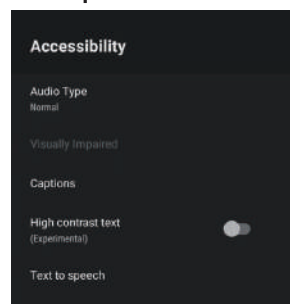 Accessibility
Audio Type
Normal
Visually Impaired
Captions
High contrast text
(Experimental)
Text to speech